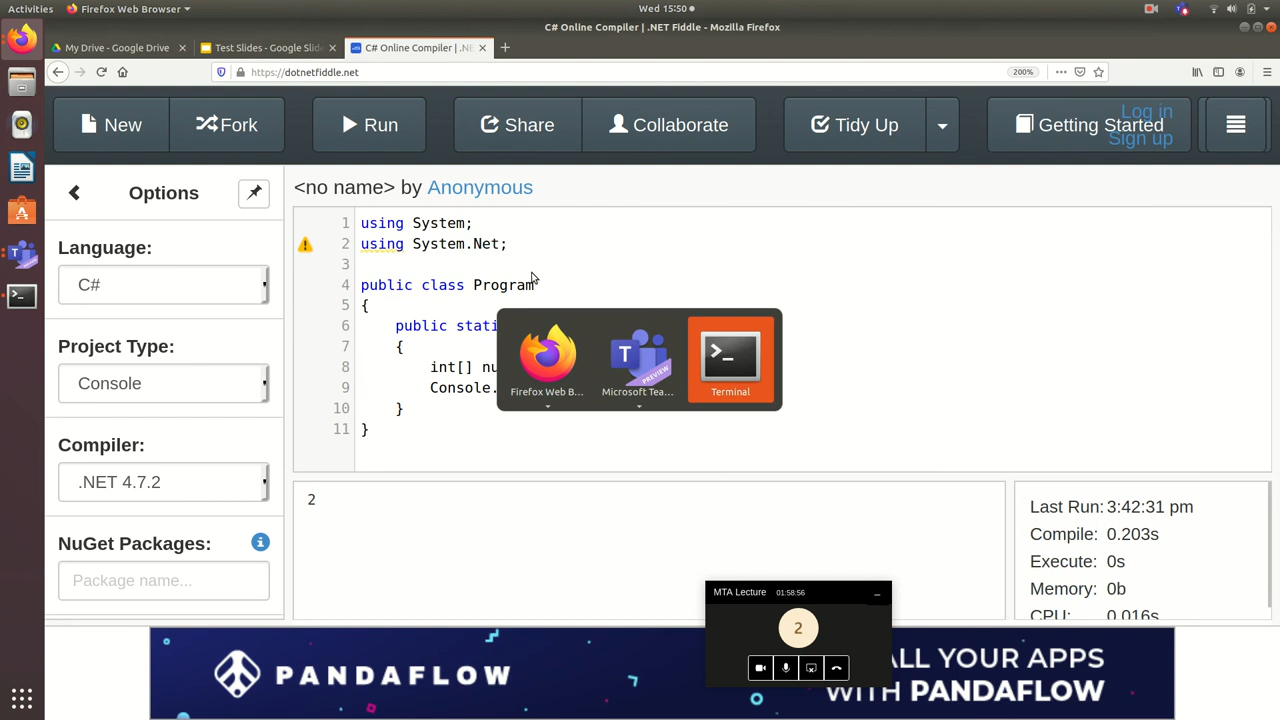 Activities
Firefox Web Browser
Wed 15:50
C# Online Compiler | .NET Fiddle - Mozilla Firefox
My Drive - Google Drive
Test Slides - Google Slide
C# Online Compiler | .NE
https://dotnetfiddle.net
200%
New
Fork
Run
Share
Collaborate
Tidy Up
Getting Started
Log in
Sign up
Options
<no name> by Anonymous
Language:
C#
Project Type:
Console
Compiler:
.NET 4.7.2
NuGet Packages:
Package name...
1 using System;
2 using System.Net;
3
4 public class Program
5 {
6 public stati
7 {
8 int[] nu
9 Console.
10 }
11 }
Firefox Web B...
Microsoft Tea...
PREVIEW
Terminal
2
Last Run: 3:42:31 pm
Compile: 0.203s
Execute: 0s
Memory: 0b
CPU: 0.016s
MTA Lecture 01:58:56
2
PANDAFLOW
ALL YOUR APPS
WITH PANDAFLOW